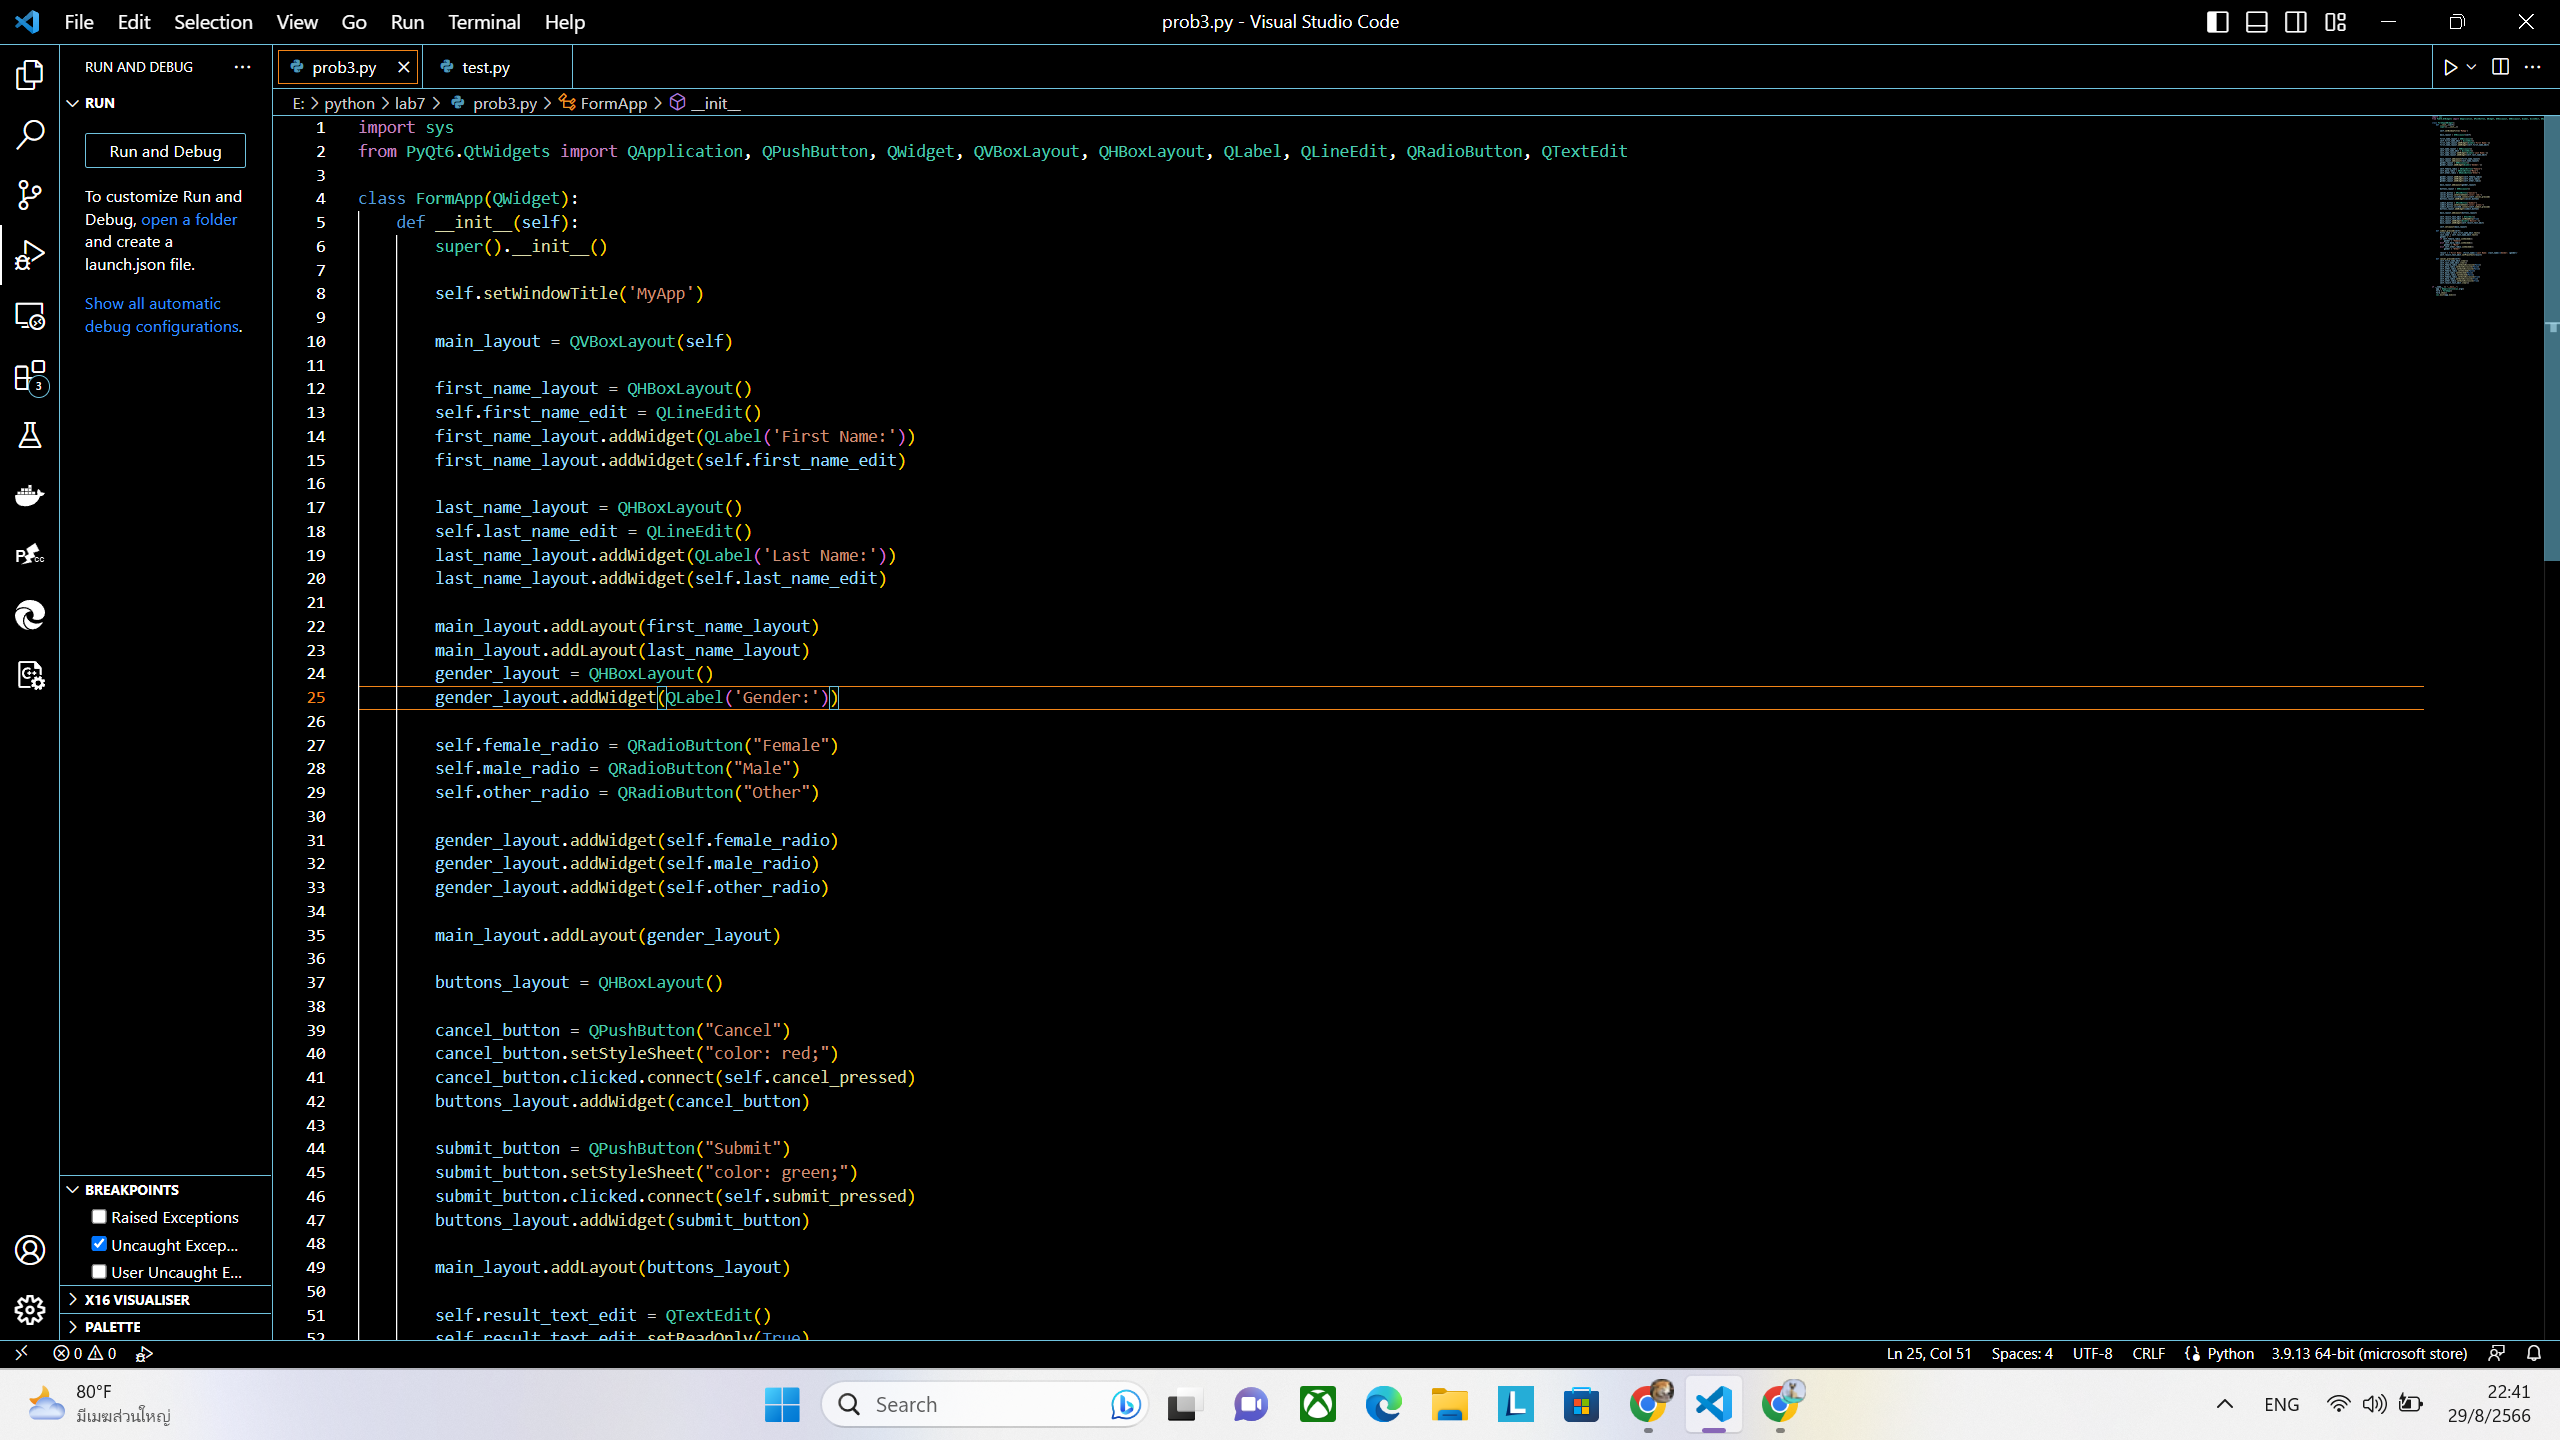 File Edit Selection View Go Run Terminal Help
prob3.py - Visual Studio Code
RUN AND DEBUG
RUN
Run and Debug
To customize Run and
Debug, open a folder
and create a
launch.json file.
Show all automatic
debug configurations.
BREAKPOINTS
Raised Exceptions
Uncaught Excep...
User Uncaught E...
X16 VISUALISER
PALETTE
3
prob3.py test.py
E: > python > lab7 > prob3.py > FormApp > __init__
1 import sys
2 from PyQt6.QtWidgets import QApplication, QPushButton, QWidget, QVBoxLayout, QHBoxLayout, QLabel, QLineEdit, QRadioButton, QTextEdit
3
4 class FormApp(QWidget):
5     def __init__(self):
6         super().__init__()
7
8         self.setWindowTitle('MyApp')
9
10         main_layout = QVBoxLayout(self)
11
12         first_name_layout = QHBoxLayout()
13         self.first_name_edit = QLineEdit()
14         first_name_layout.addWidget(QLabel('First Name:'))
15         first_name_layout.addWidget(self.first_name_edit)
16
17         last_name_layout = QHBoxLayout()
18         self.last_name_edit = QLineEdit()
19         last_name_layout.addWidget(QLabel('Last Name:'))
20         last_name_layout.addWidget(self.last_name_edit)
21
22         main_layout.addLayout(first_name_layout)
23         main_layout.addLayout(last_name_layout)
24         gender_layout = QHBoxLayout()
25         gender_layout.addWidget(QLabel('Gender:'))
26
27         self.female_radio = QRadioButton("Female")
28         self.male_radio = QRadioButton("Male")
29         self.other_radio = QRadioButton("Other")
30
31         gender_layout.addWidget(self.female_radio)
32         gender_layout.addWidget(self.male_radio)
33         gender_layout.addWidget(self.other_radio)
34
35         main_layout.addLayout(gender_layout)
36
37         buttons_layout = QHBoxLayout()
38
39         cancel_button = QPushButton("Cancel")
40         cancel_button.setStyleSheet("color: red;")
41         cancel_button.clicked.connect(self.cancel_pressed)
42         buttons_layout.addWidget(cancel_button)
43
44         submit_button = QPushButton("Submit")
45         submit_button.setStyleSheet("color: green;")
46         submit_button.clicked.connect(self.submit_pressed)
47         buttons_layout.addWidget(submit_button)
48
49         main_layout.addLayout(buttons_layout)
50
51         self.result_text_edit = QTextEdit()
52         self.result_text_edit.setReadOnly(True)
0 0
Ln 25, Col 51 Spaces: 4 UTF-8 CRLF Python 3.9.13 64-bit (microsoft store)
80°F
มีเมฆส่วนใหญ่
Search
ENG
22:41
29/8/2566